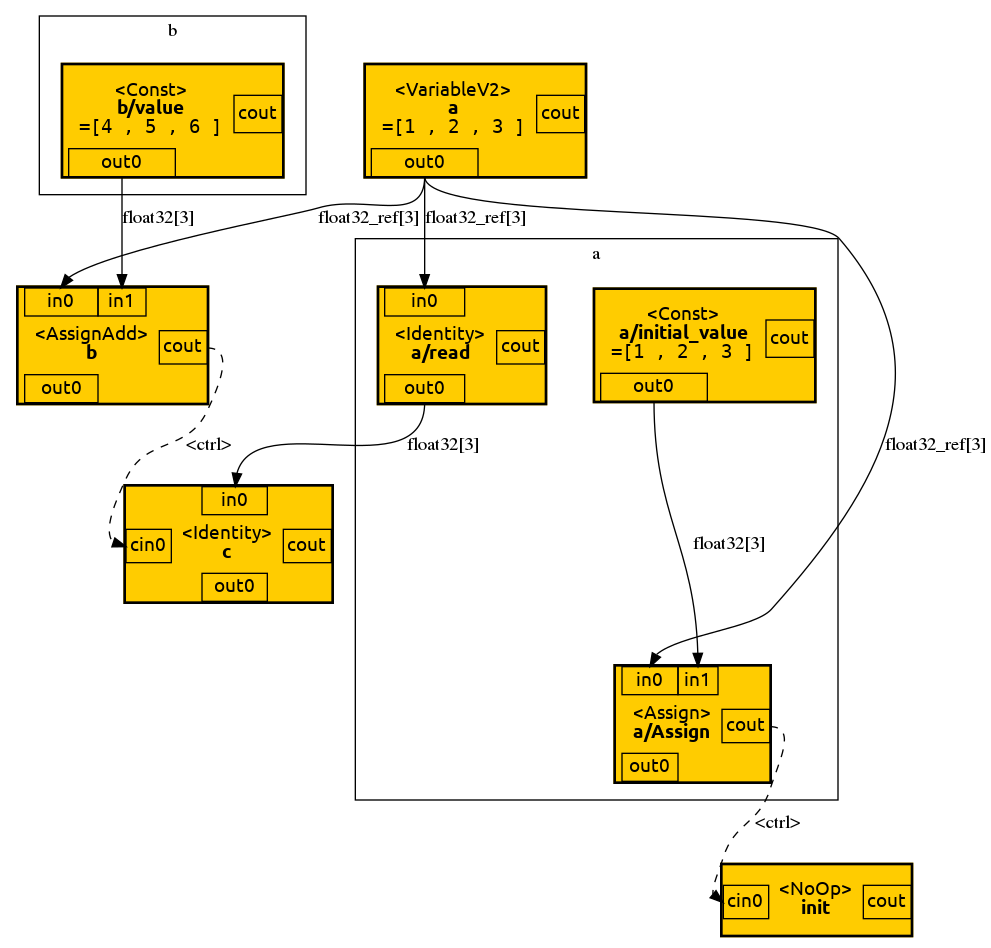 b
<Const>
b/value
=[4 , 5 , 6 ]
cout
out0
<VariableV2>
a
=[1 , 2 , 3 ]
cout
out0
float32[3]
float32_ref[3]
float32_ref[3]
a
in0
in1
<AssignAdd>
b
cout
out0
in0
<Identity>
a/read
cout
out0
<Const>
a/initial_value
=[1 , 2 , 3 ]
cout
out0
<ctrl>
float32[3]
float32_ref[3]
in0
cin0
<Identity>
c
cout
out0
float32[3]
in0
in1
<Assign>
a/Assign
cout
out0
<ctrl>
cin0
<NoOp>
init
cout